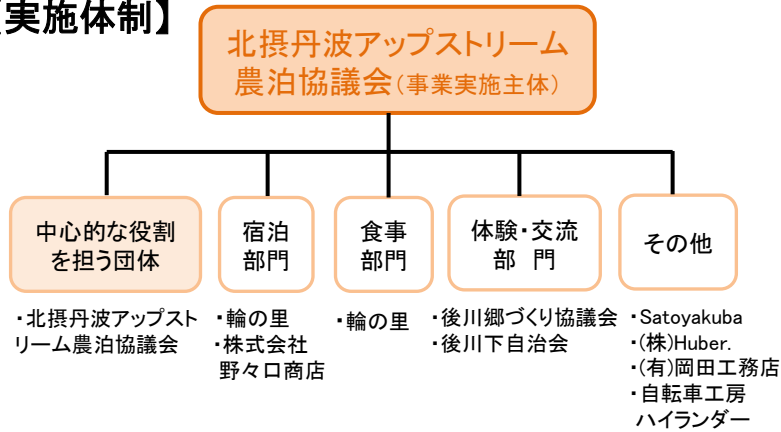 【実施体制】
北摂丹波アップストリーム
農泊協議会(事業実施主体)
中心的な役割
を担う団体
・北摂丹波アップスト
リーム農泊協議会
宿泊
部門
・輪の里
・株式会社
野々口商店
食事
部門
・輪の里
体験・交流
部 門
・後川郷づくり協議会
・後川下自治会
その他
・Satoyakuba
・(株)Huber.
・(有)岡田工務店
・自転車工房
ハイランダー